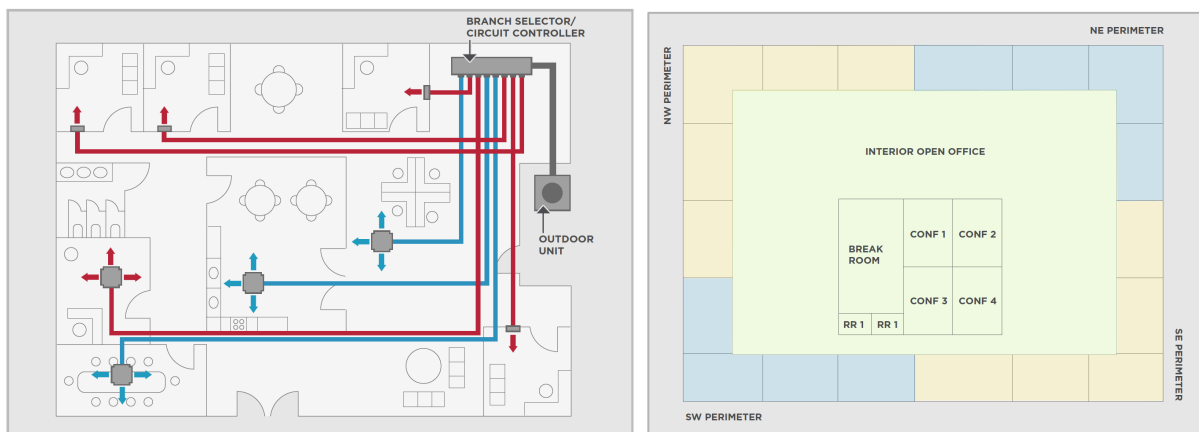 BRANCH SELECTOR/
CIRCUIT CONTROLLER
OUTDOOR
UNIT
NE PERIMETER
NW PERIMETER
INTERIOR OPEN OFFICE
BREAK
ROOM
CONF 1
CONF 2
CONF 3
CONF 4
RR 1
RR 1
SE PERIMETER
SW PERIMETER